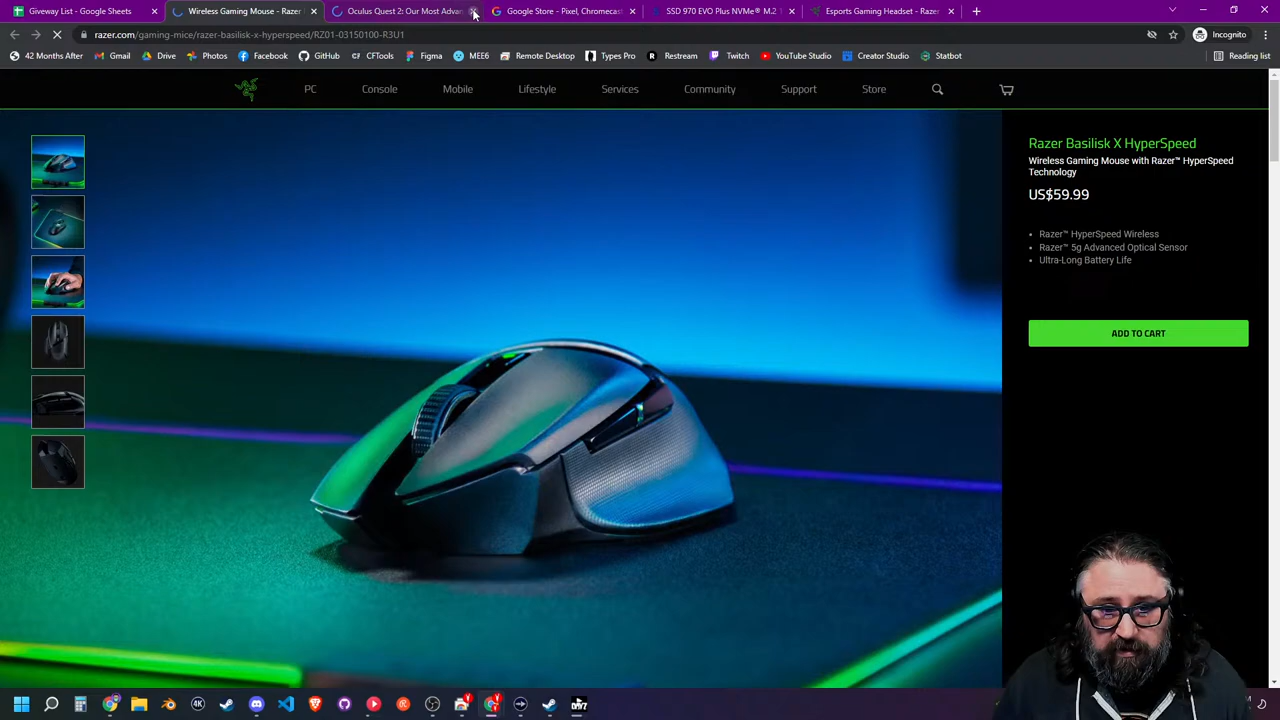 Giveway List - Google Sheets
Wireless Gaming Mouse - Razer
Oculus Quest 2: Our Most Advan
Google Store - Pixel, Chromecas
SSD 970 EVO Plus NVMe® M.2 1
Esports Gaming Headset - Razer
razer.com/gaming-mice/razer-basilisk-x-hyperspeed/RZ01-03150100-R3U1
Incognito
42 Months After
Gmail
Drive
Photos
Facebook
GitHub
CFTools
Figma
MEE6
Remote Desktop
Types Pro
Restream
Twitch
YouTube Studio
Creator Studio
Statbot
Reading list
PC
Console
Mobile
Lifestyle
Services
Community
Support
Store
Razer Basilisk X HyperSpeed
Wireless Gaming Mouse with Razer™ HyperSpeed
Technology
US$59.99
Razer™ HyperSpeed Wireless
Razer™ 5g Advanced Optical Sensor
Ultra-Long Battery Life
ADD TO CART